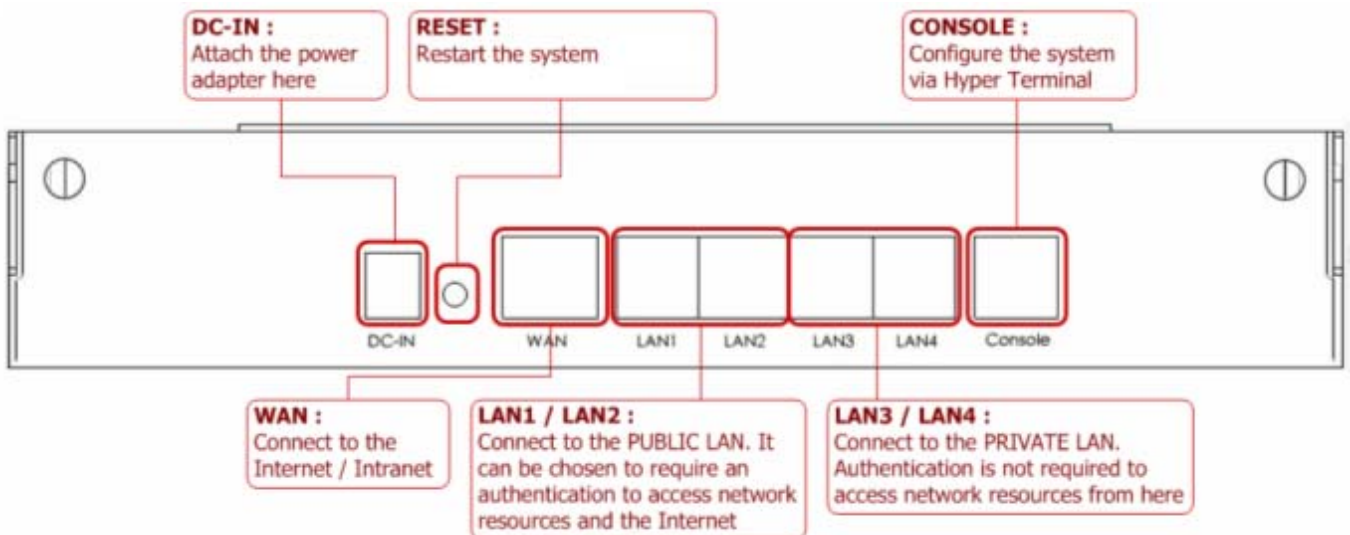 DC-IN :
Attach the power
adapter here
RESET :
Restart the system
CONSOLE :
Configure the system
via Hyper Terminal
DC-IN
WAN
LAN1
LAN2
LAN3
LAN4
Console
WAN :
Connect to the
Internet / Intranet
LAN1 / LAN2 :
Connect to the PUBLIC LAN. It
can be chosen to require an
authentication to access network
resources and the Internet
LAN3 / LAN4 :
Connect to the PRIVATE LAN.
Authentication is not required to
access network resources from here